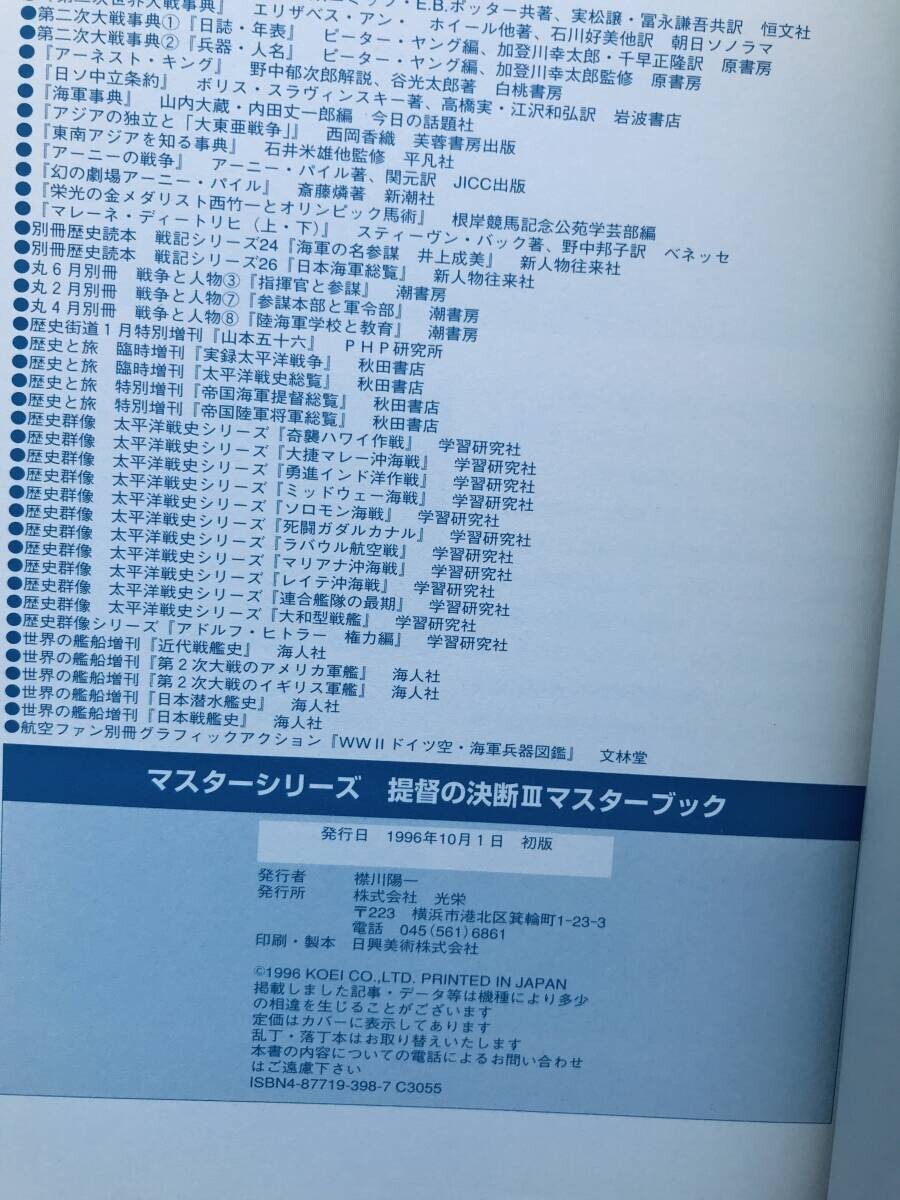 E.B.ポッター共著、実松譲・冨永謙吾共訳 恒文社
エリザベス・アン・ホイール他著、石川好美他訳 朝日ソノラマ
●第二次大戦事典①『日誌・年表』 ピーター・ヤング編、加登川幸太郎・千早正隆訳 原書房
●第二次大戦事典②『兵器・人名』 ピーター・ヤング編、加登川幸太郎監修 原書房
●『アーネスト・キング』 野中郁次郎解説、谷光太郎著 白桃書房
●『日ソ中立条約』 ボリス・スラヴィンスキー著、高橋実・江沢和弘訳 岩波書店
●『海軍事典』 山内大蔵・内田丈一郎編 今日の話題社
●『アジアの独立と「大東亜戦争」』 西岡香織 芙蓉書房出版
●『東南アジアを知る事典』 石井米雄他監修 平凡社
●『アーニーの戦争』 アーニー・パイル著、関元訳 JICC出版
●『幻の劇場アーニー・パイル』 斎藤燐著 新潮社
●『栄光の金メダリスト西竹一とオリンピック馬術』 根岸競馬記念公苑学芸部編
●『マレーネ・ディートリヒ(上・下)』 スティーヴン・バック著、野中邦子訳 ベネッセ
●別冊歴史読本 戦記シリーズ24『海軍の名参謀 井上成美』 新人物往来社
●別冊歴史読本 戦記シリーズ26『日本海軍総覧』 新人物往来社
●丸6月別冊 戦争と人物③『指揮官と参謀』 潮書房
●丸2月別冊 戦争と人物⑦『参謀本部と軍令部』 潮書房
●丸4月別冊 戦争と人物⑧『陸海軍学校と教育』 潮書房
●歴史街道1月特別増刊『山本五十六』 PHP研究所
●歴史と旅 臨時増刊『実録太平洋戦争』 秋田書店
●歴史と旅 臨時増刊『太平洋戦史総覧』 秋田書店
●歴史と旅 特別増刊『帝国海軍提督総覧』 秋田書店
●歴史と旅 特別増刊『帝国陸軍将軍総覧』 秋田書店
●歴史群像 太平洋戦史シリーズ『奇襲ハワイ作戦』 学習研究社
●歴史群像 太平洋戦史シリーズ『大捷マレー沖海戦』 学習研究社
●歴史群像 太平洋戦史シリーズ『勇進インド洋作戦』 学習研究社
●歴史群像 太平洋戦史シリーズ『ミッドウェー海戦』 学習研究社
●歴史群像 太平洋戦史シリーズ『ソロモン海戦』 学習研究社
●歴史群像 太平洋戦史シリーズ『死闘ガダルカナル』 学習研究社
●歴史群像 太平洋戦史シリーズ『ラバウル航空戦』 学習研究社
●歴史群像 太平洋戦史シリーズ『マリアナ沖海戦』 学習研究社
●歴史群像 太平洋戦史シリーズ『レイテ沖海戦』 学習研究社
●歴史群像 太平洋戦史シリーズ『連合艦隊の最期』 学習研究社
●歴史群像 太平洋戦史シリーズ『大和型戦艦』 学習研究社
●歴史群像シリーズ『アドルフ・ヒトラー 権力編』 学習研究社
●世界の艦船増刊『近代戦艦史』 海人社
●世界の艦船増刊『第2次大戦のアメリカ軍艦』 海人社
●世界の艦船増刊『第2次大戦のイギリス軍艦』 海人社
●世界の艦船増刊『日本潜水艦史』 海人社
●世界の艦船増刊『日本戦艦史』 海人社
●航空ファン別冊グラフィックアクション『WWⅡドイツ空・海軍兵器図鑑』 文林堂
マスターシリーズ 提督の決断Ⅲマスターブック
発行日 1996年10月1日 初版
発行者 襟川陽一
発行所 株式会社 光栄
〒223 横浜市港北区箕輪町1-23-3
電話 045(561)6861
印刷・製本 日興美術株式会社
©1996 KOEI CO.,LTD. PRINTED IN JAPAN
掲載しました記事・データ等は機種により多少
の相違を生じることがございます
定価はカバーに表示してあります
乱丁・落丁本はお取り替えいたします
本書の内容についての電話によるお問い合わせ
はご遠慮下さい
ISBN4-87719-398-7 C3055